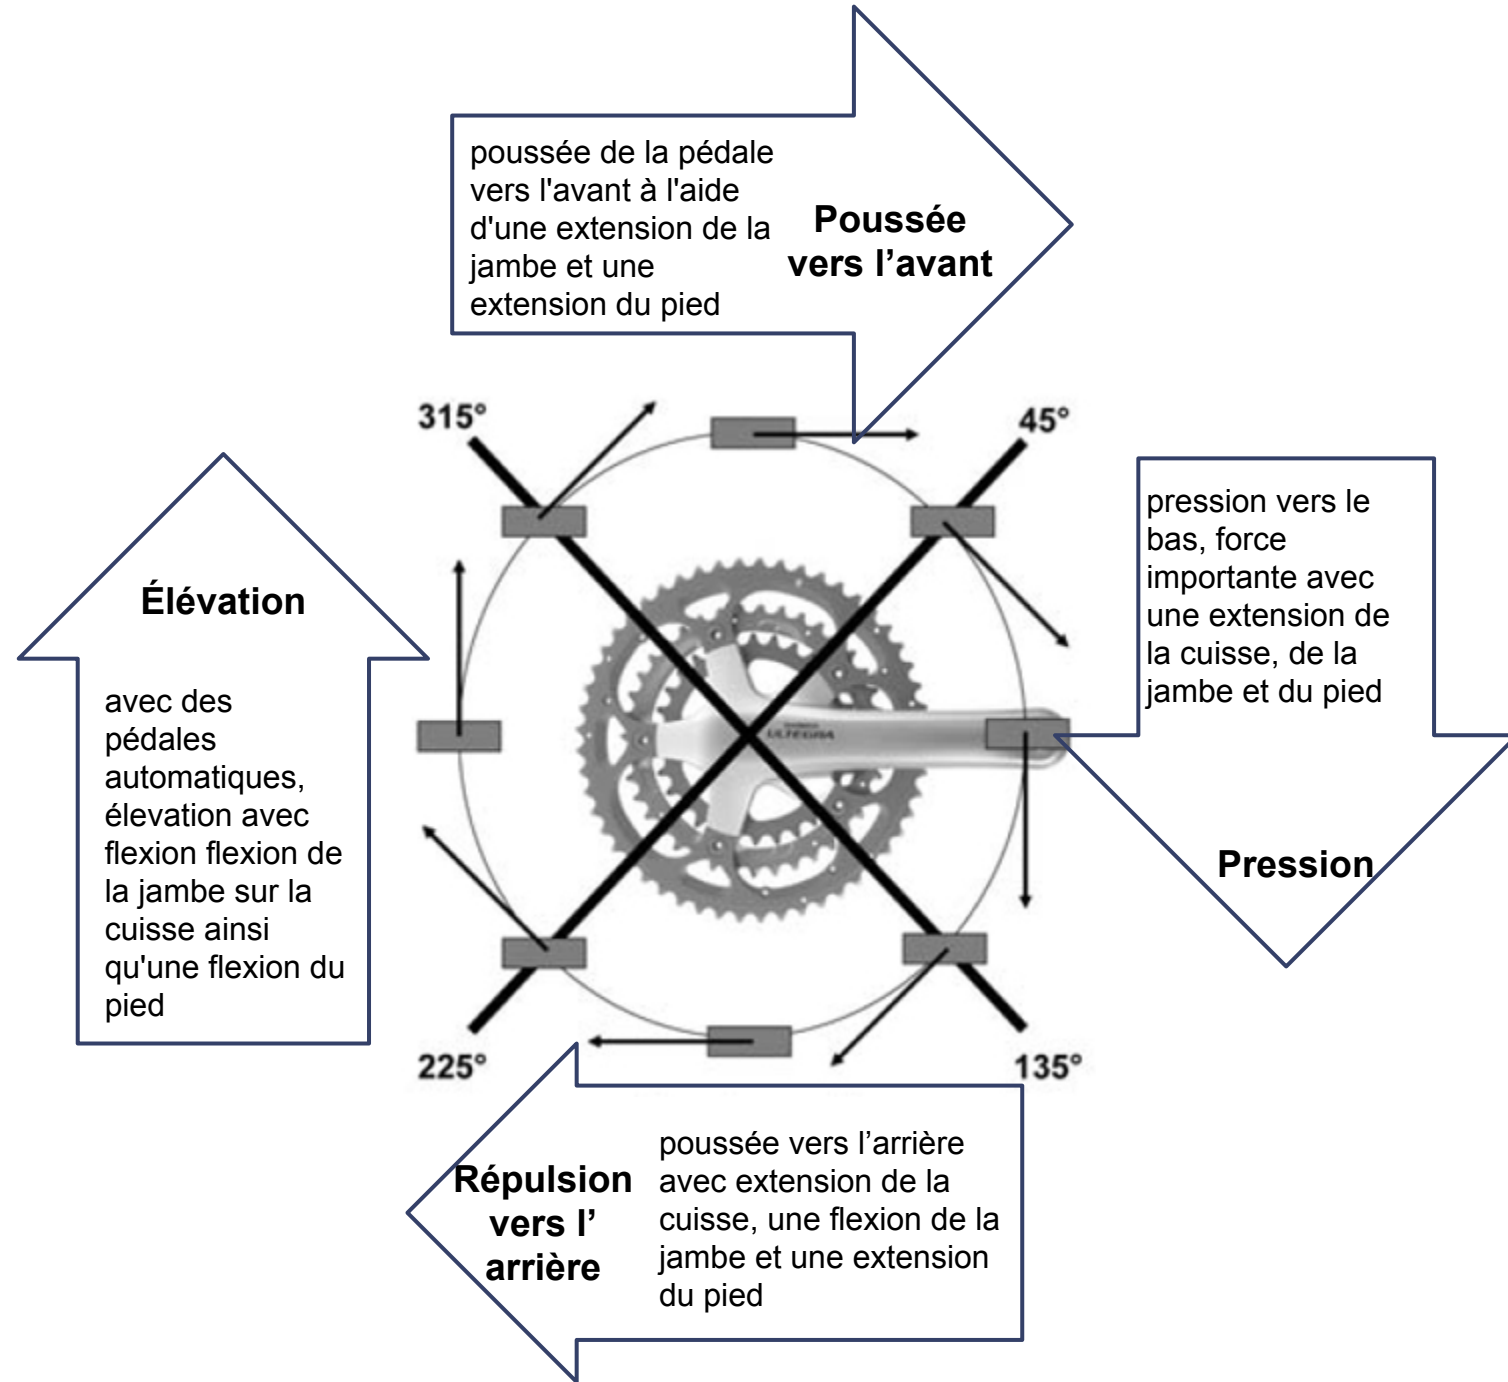 poussée de la pédale
vers l'avant à l'aide
d'une extension de la
jambe et une
extension du pied
Poussée
vers l’avant
315°
45°
Élévation
avec des
pédales
automatiques,
élevation avec
flexion flexion de
la jambe sur la
cuisse ainsi
qu'une flexion du
pied
pression vers le
bas, force
importante avec
une extension de
la cuisse, de la
jambe et du pied
Pression
ULTEGRA
225°
135°
Répulsion
vers l’
arrière
poussée vers l’arrière
avec extension de la
cuisse, une flexion de la
jambe et une extension
du pied